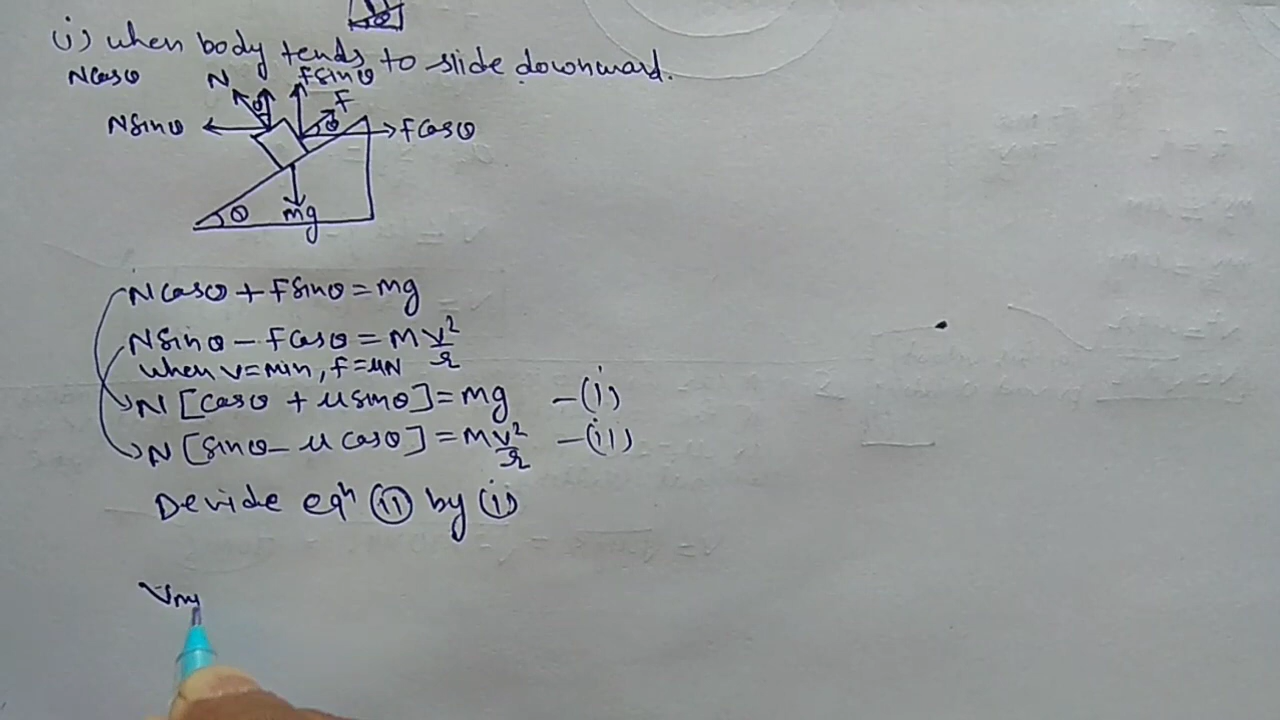 (i) when body tends to slide downward.
Ncosθ N fsinθ
F
θ
Nsinθ θ fcosθ
θ mg
Ncosθ + Fsinθ = mg
Nsinθ - fcosθ = mv²/r
when v=min, f=μN
N[cosθ + μsinθ] = mg -(i)
N[sinθ - μcosθ] = mv²/r -(ii)
Devide eqⁿ (ii) by (i)
Vm